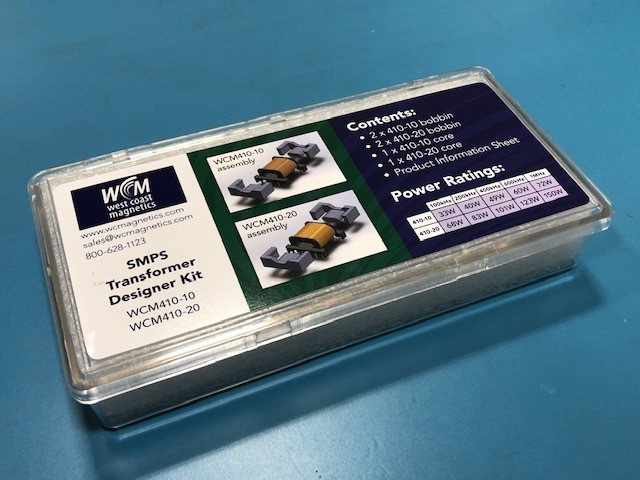 WCM
west coast
magnetics
www.wcmagnetics.com
sales@wcmagnetics.com
800-628-1123
SMPS
Transformer
Designer Kit
WCM410-10
WCM410-20
WCM410-10
assembly
WCM410-20
assembly
Contents:
• 2 x 410-10 bobbin
• 2 x 410-20 bobbin
• 1 x 410-10 core
• 1 x 410-20 core
• Product Information Sheet
Power Ratings:
100kHz 200kHz 400kHz 600kHz 1MHz
410-10 33W 40W 49W 60W 72W
410-20 68W 83W 101W 123W 150W